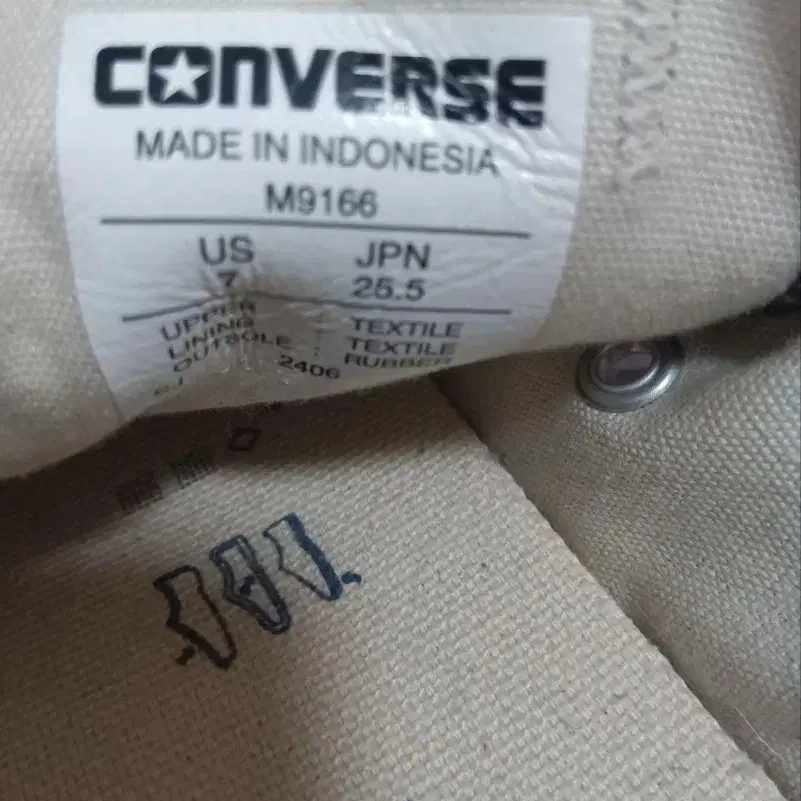 CONVERSE
MADE IN INDONESIA
M9166
US JPN
7 25.5
UPPER : TEXTILE
LINING : TEXTILE
OUTSOLE : RUBBER
2406